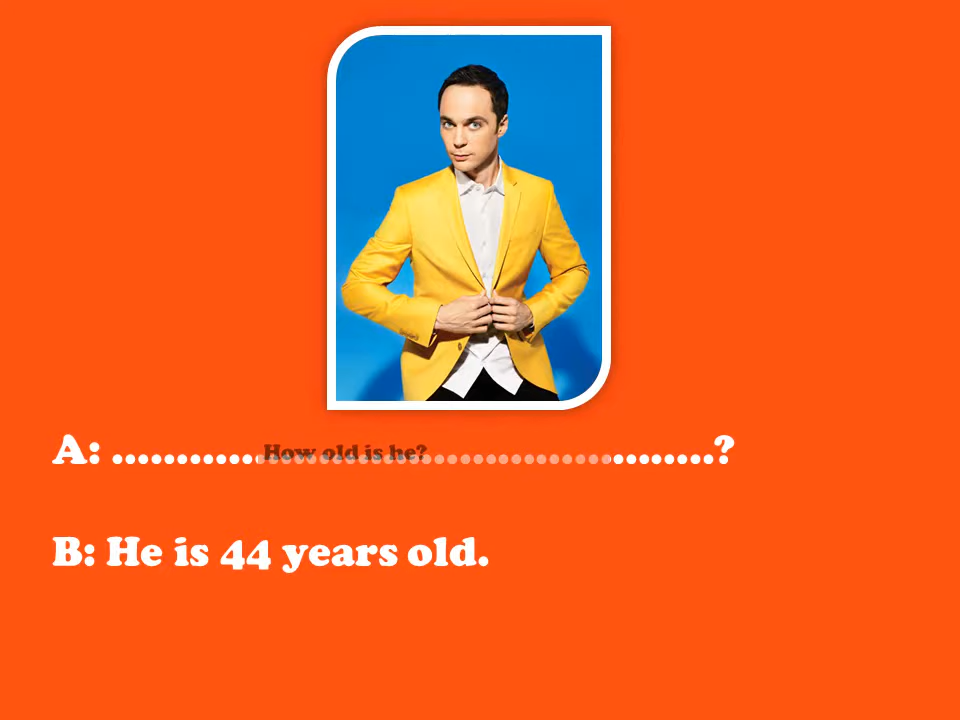 A: ...............................................?
How old is he?
B: He is 44 years old.